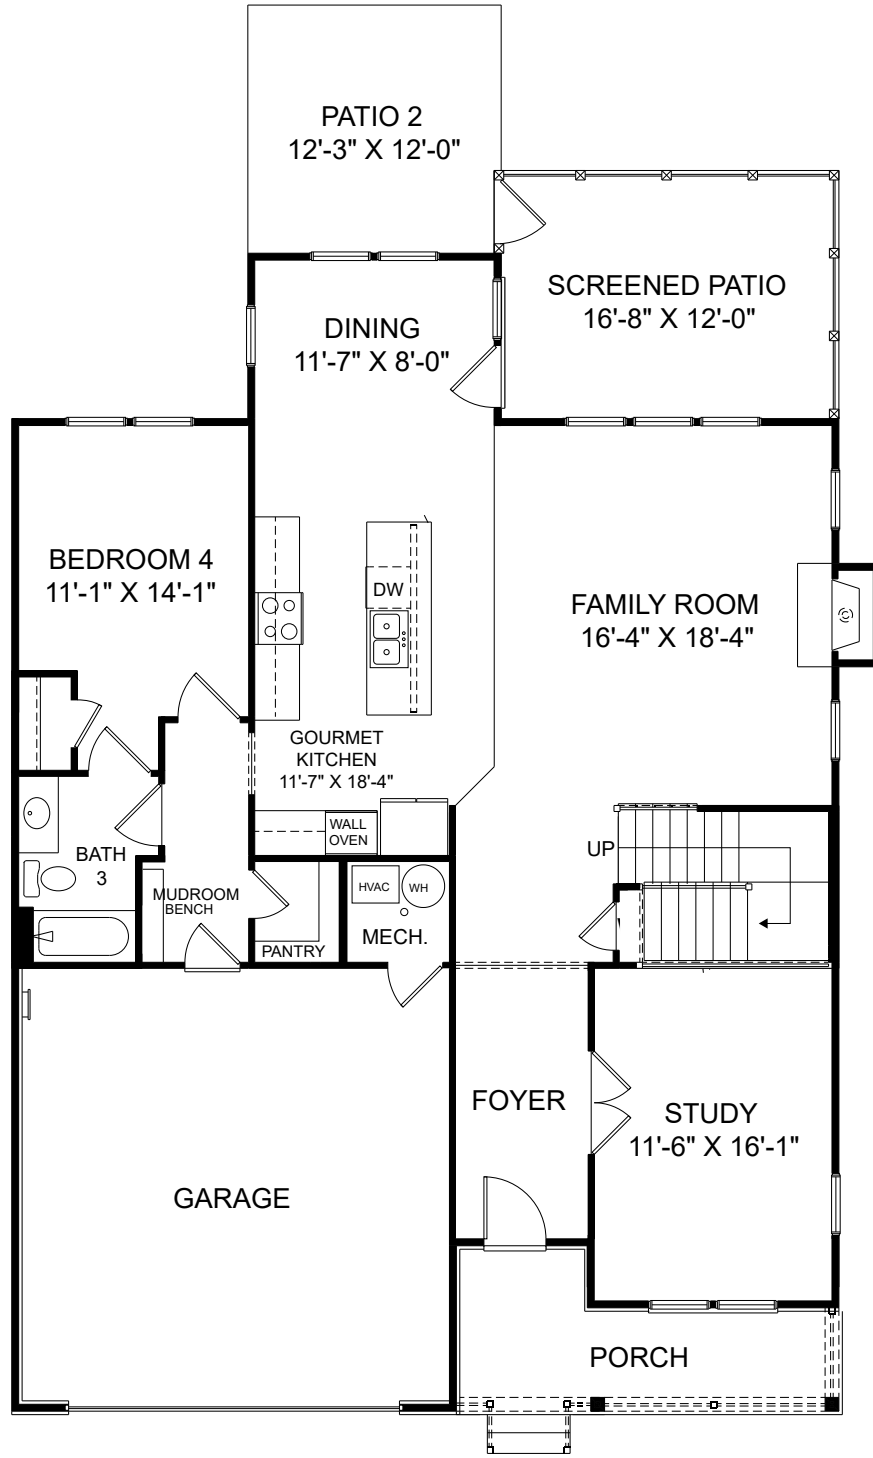 PATIO 2
12'-3" X 12'-0"
SCREENED PATIO
16'-8" X 12'-0"
DINING
11'-7" X 8'-0"
BEDROOM 4
11'-1" X 14'-1"
DW
FAMILY ROOM
16'-4" X 18'-4"
GOURMET
KITCHEN
11'-7" X 18'-4"
WALL
OVEN
UP
BATH
3
HVAC
WH
MUDROOM
BENCH
MECH.
PANTRY
FOYER
STUDY
11'-6" X 16'-1"
GARAGE
PORCH